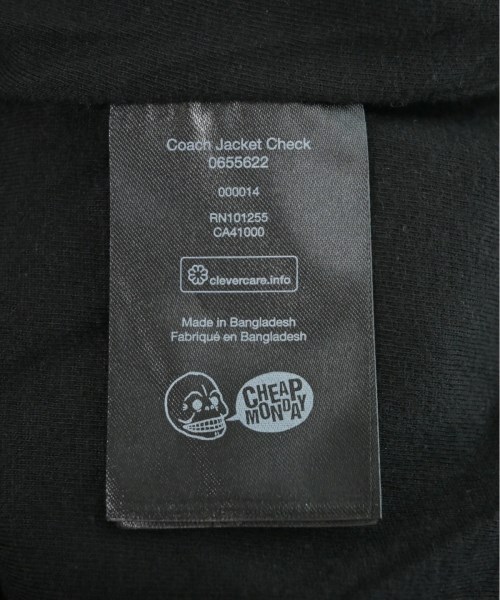 Coach Jacket Check
0655622
000014
RN101255
CA41000
clevercare.info
Made in Bangladesh
Fabriqué en Bangladesh
CHEAP
MONDAY